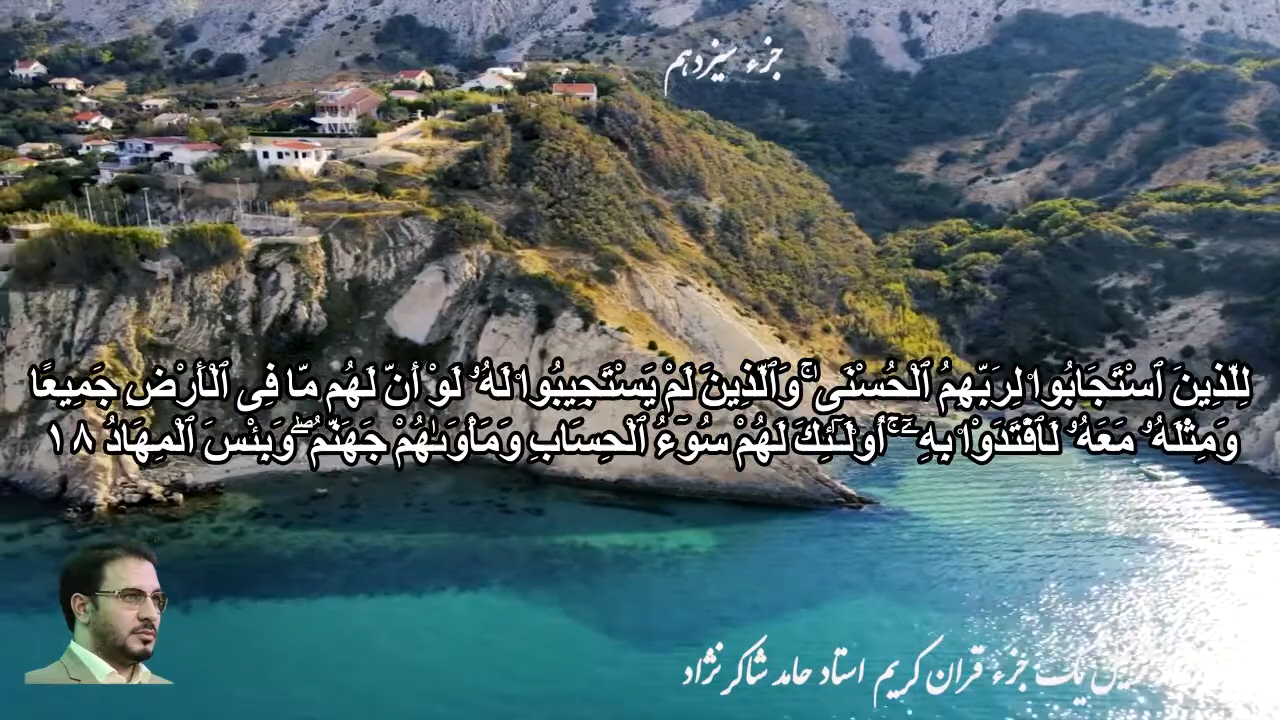 جزء سیزدهم
لِلَّذِينَ ٱسْتَجَابُوا۟ لِرَبِّهِمُ ٱلْحُسْنَىٰ ۚ وَٱلَّذِينَ لَمْ يَسْتَجِيبُوا۟ لَهُۥ لَوْ أَنَّ لَهُم مَّا فِى ٱلْأَرْضِ جَمِيعًا
وَمِثْلَهُۥ مَعَهُۥ لَٱفْتَدَوْا۟ بِهِۦٓ ۚ أُو۟لَـٰٓئِكَ لَهُمْ سُوٓءُ ٱلْحِسَابِ وَمَأْوَىٰهُمْ جَهَنَّمُ ۖ وَبِئْسَ ٱلْمِهَادُ ١٨
یک جزء قران کریم استاد حامد شاکرنژاد